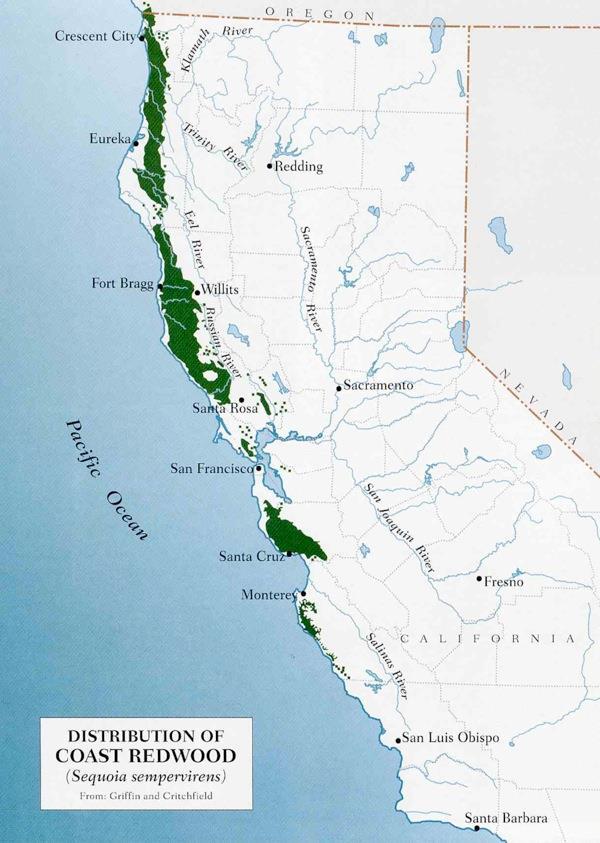 OREGON
Crescent City
Klamath River
Eureka
Trinity River
Redding
Eel River
Sacramento River
Fort Bragg
Willits
Russian River
Sacramento
Santa Rosa
NEVADA
Pacific Ocean
San Francisco
San Joaquin River
Santa Cruz
Fresno
Monterey
CALIFORNIA
Salinas River
San Luis Obispo
Santa Barbara
DISTRIBUTION OF
COAST REDWOOD
(Sequoia sempervirens)
From: Griffin and Critchfield